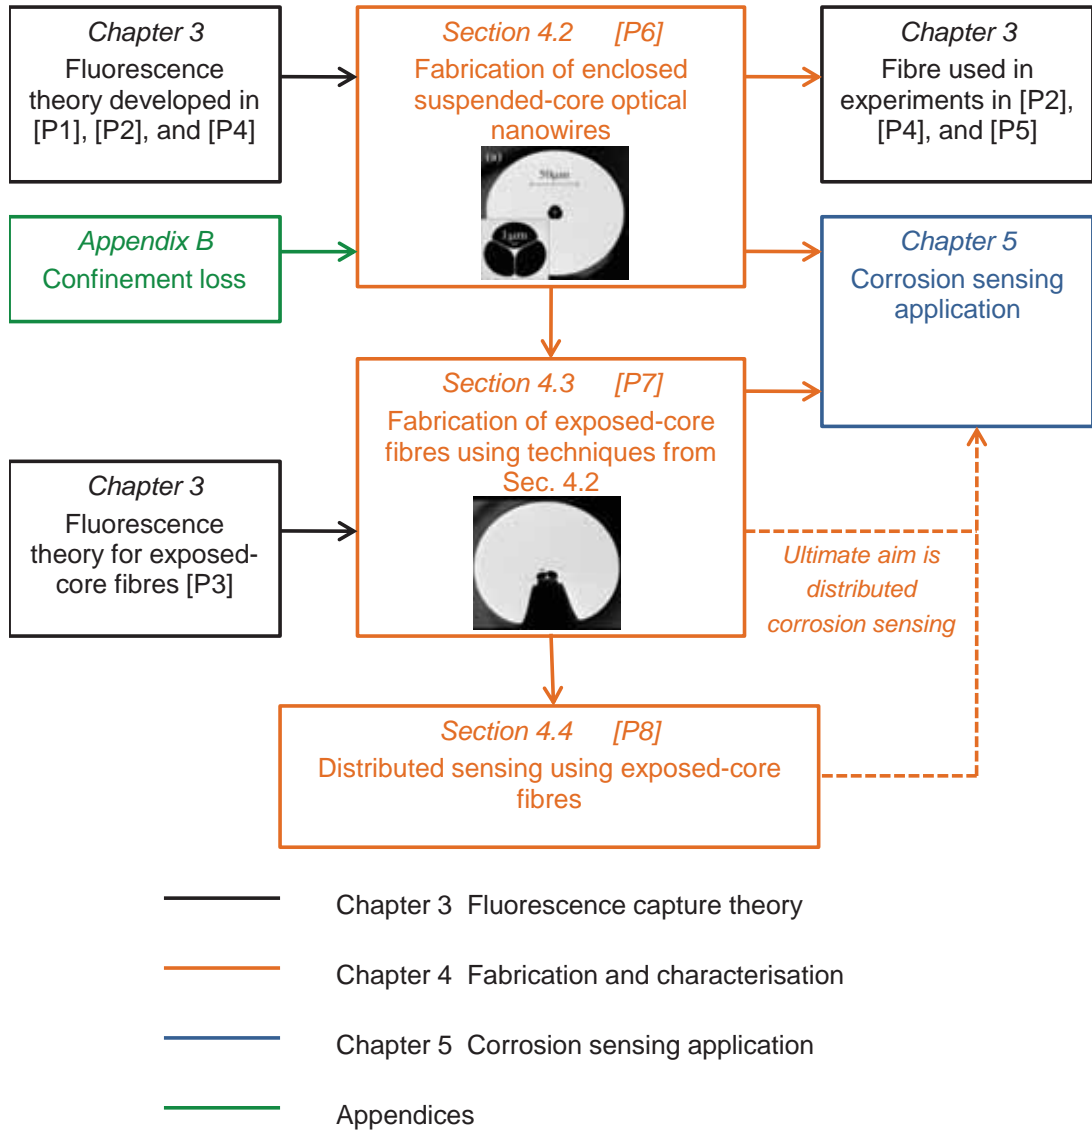 Chapter 3
Fluorescence
theory developed in
[P1], [P2], and [P4]
Section 4.2 [P6]
Fabrication of enclosed
suspended-core optical
nanowires
(a)
50µm
1µm
Chapter 3
Fibre used in
experiments in [P2],
[P4], and [P5]
Appendix B
Confinement loss
Chapter 5
Corrosion sensing
application
Section 4.3 [P7]
Fabrication of exposed-core
fibres using techniques from
Sec. 4.2
Chapter 3
Fluorescence
theory for exposed-
core fibres [P3]
Ultimate aim is
distributed
corrosion sensing
Section 4.4 [P8]
Distributed sensing using exposed-core
fibres
Chapter 3 Fluorescence capture theory
Chapter 4 Fabrication and characterisation
Chapter 5 Corrosion sensing application
Appendices